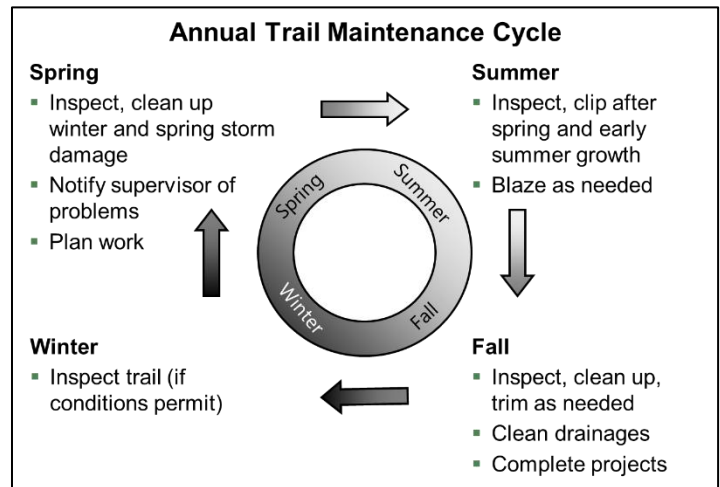 Annual Trail Maintenance Cycle
Spring
▪ Inspect, clean up
winter and spring storm
damage
▪ Notify supervisor of
problems
▪ Plan work
Summer
▪ Inspect, clip after
spring and early
summer growth
▪ Blaze as needed
Spring
Summer
Winter
Fall
Winter
▪ Inspect trail (if
conditions permit)
Fall
▪ Inspect, clean up,
trim as needed
▪ Clean drainages
▪ Complete projects